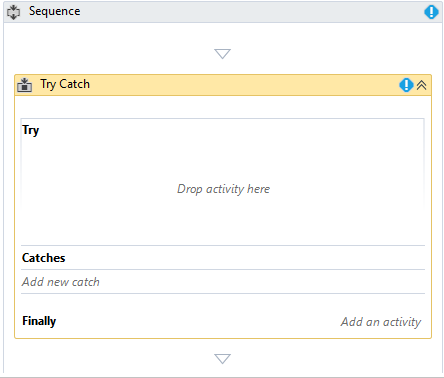 Sequence
Try Catch
Try
Drop activity here
Catches
Add new catch
Finally Add an activity